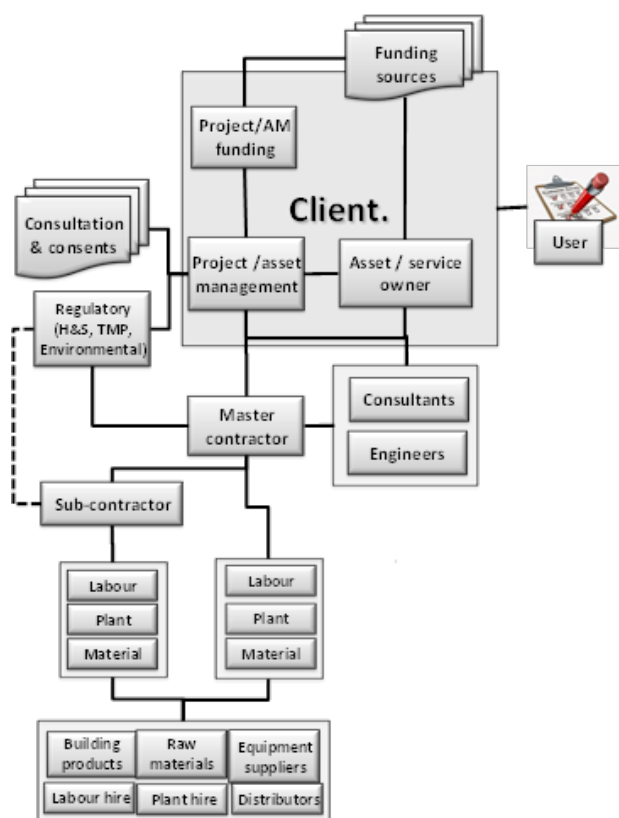 Funding
sources
Project/AM
funding
Client.
Consultation
& consents
User
Project /asset
management
Asset / service
owner
Regulatory
(H&S, TMP,
Environmental)
Consultants
Master
contractor
Engineers
Sub-contractor
Labour
Plant
Material
Labour
Plant
Material
Building
products
Raw
materials
Equipment
suppliers
Labour hire
Plant hire
Distributors